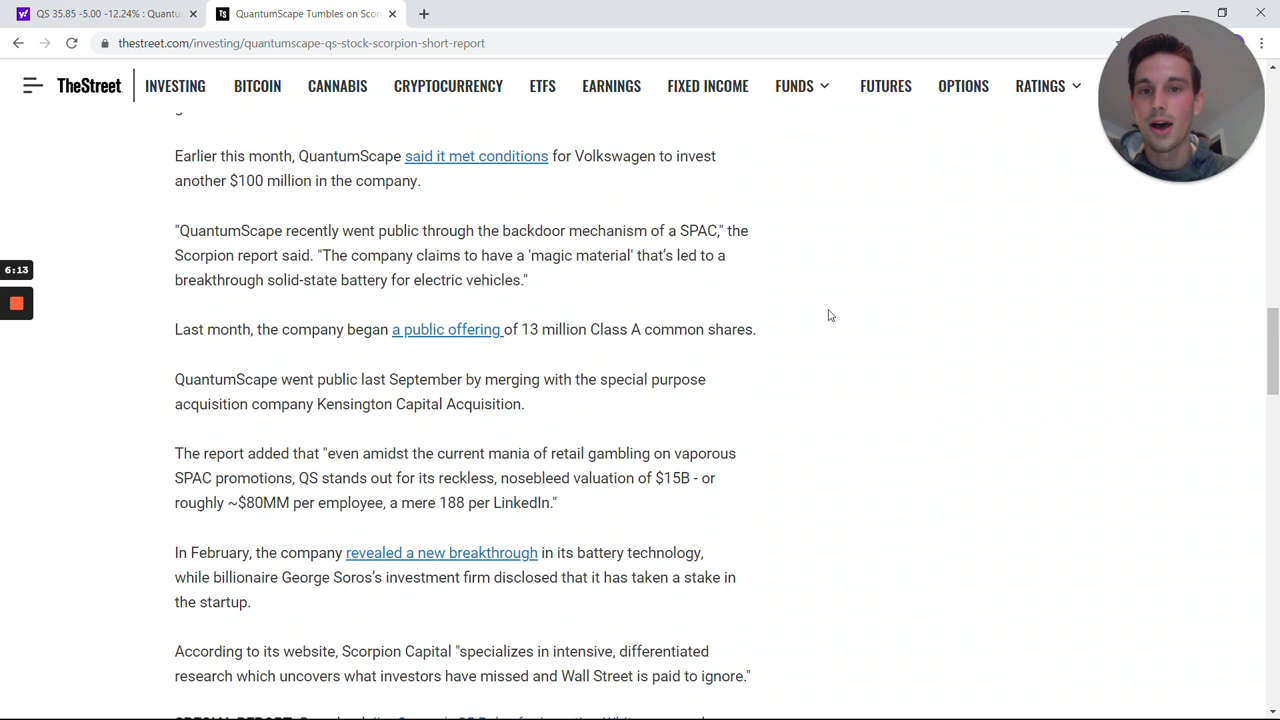 QS 35.85 -5.00 -12.24% : Quantu
QuantumScape Tumbles on Scor
thestreet.com/investing/quantumscape-qs-stock-scorpion-short-report
TheStreet
INVESTING BITCOIN CANNABIS CRYPTOCURRENCY ETFS EARNINGS FIXED INCOME FUNDS FUTURES OPTIONS RATINGS
Earlier this month, QuantumScape said it met conditions for Volkswagen to invest
another $100 million in the company.
"QuantumScape recently went public through the backdoor mechanism of a SPAC," the
Scorpion report said. "The company claims to have a 'magic material' that’s led to a
breakthrough solid-state battery for electric vehicles."
6:13
Last month, the company began a public offering of 13 million Class A common shares.
QuantumScape went public last September by merging with the special purpose
acquisition company Kensington Capital Acquisition.
The report added that "even amidst the current mania of retail gambling on vaporous
SPAC promotions, QS stands out for its reckless, nosebleed valuation of $15B - or
roughly ~$80MM per employee, a mere 188 per LinkedIn."
In February, the company revealed a new breakthrough in its battery technology,
while billionaire George Soros’s investment firm disclosed that it has taken a stake in
the startup.
According to its website, Scorpion Capital "specializes in intensive, differentiated
research which uncovers what investors have missed and Wall Street is paid to ignore."